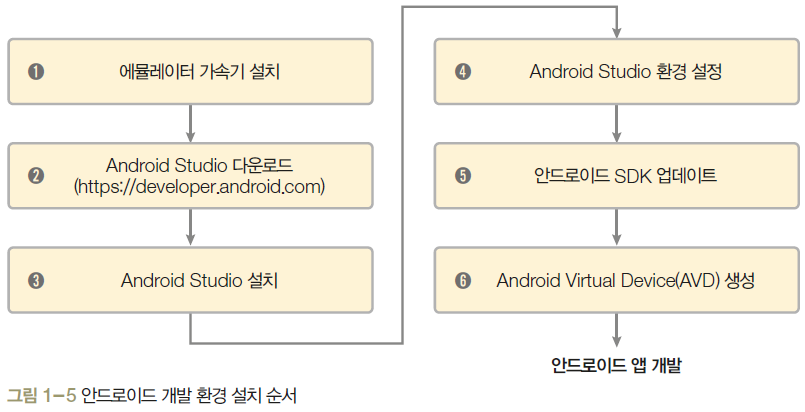 ❶ 에뮬레이터 가속기 설치
❷ Android Studio 다운로드
(https://developer.android.com)
❸ Android Studio 설치
❹ Android Studio 환경 설정
❺ 안드로이드 SDK 업데이트
❻ Android Virtual Device(AVD) 생성
안드로이드 앱 개발
그림 1-5 안드로이드 개발 환경 설치 순서